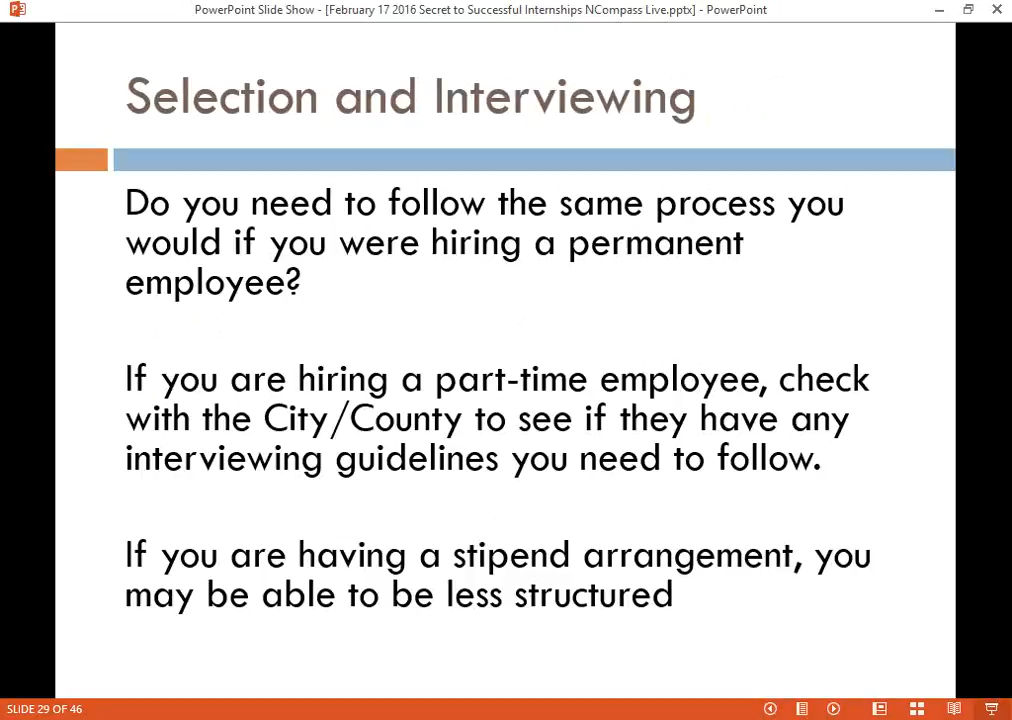 PowerPoint Slide Show - [February 17 2016 Secret to Successful Internships NCompass Live.pptx] - PowerPoint
Selection and Interviewing
Do you need to follow the same process you
would if you were hiring a permanent
employee?
If you are hiring a part-time employee, check
with the City/County to see if they have any
interviewing guidelines you need to follow.
If you are having a stipend arrangement, you
may be able to be less structured
SLIDE 29 OF 46